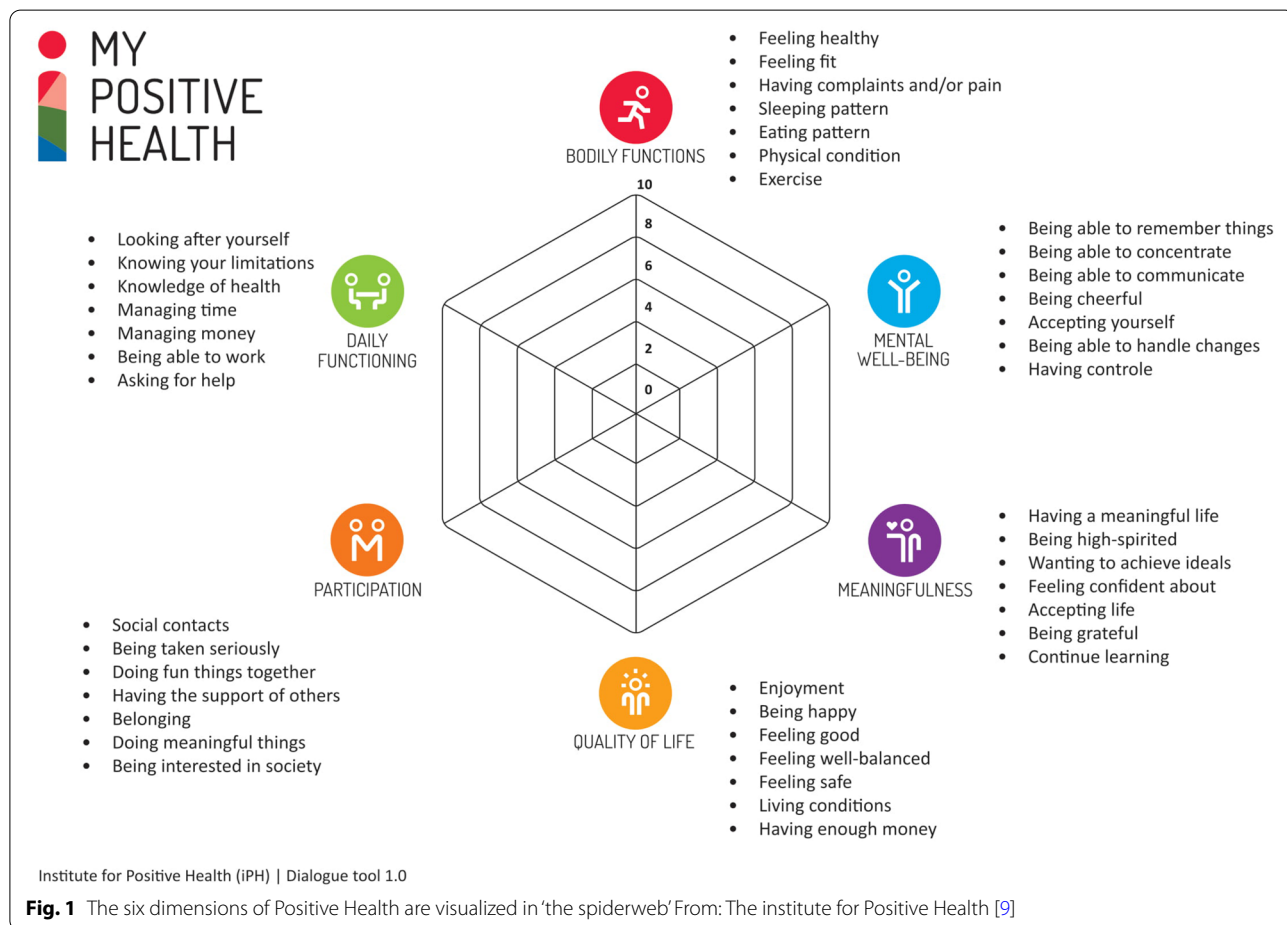 MY
POSITIVE
HEALTH
• Feeling healthy
• Feeling fit
• Having complaints and/or pain
• Sleeping pattern
• Eating pattern
• Physical condition
• Exercise
BODILY FUNCTIONS
10
8
6
4
2
0
• Looking after yourself
• Knowing your limitations
• Knowledge of health
• Managing time
• Managing money
• Being able to work
• Asking for help
DAILY
FUNCTIONING
• Being able to remember things
• Being able to concentrate
• Being able to communicate
• Being cheerful
• Accepting yourself
• Being able to handle changes
• Having controle
MENTAL
WELL-BEING
PARTICIPATION
• Social contacts
• Being taken seriously
• Doing fun things together
• Having the support of others
• Belonging
• Doing meaningful things
• Being interested in society
MEANINGFULNESS
• Having a meaningful life
• Being high-spirited
• Wanting to achieve ideals
• Feeling confident about
• Accepting life
• Being grateful
• Continue learning
QUALITY OF LIFE
• Enjoyment
• Being happy
• Feeling good
• Feeling well-balanced
• Feeling safe
• Living conditions
• Having enough money
Institute for Positive Health (iPH) | Dialogue tool 1.0
Fig. 1 The six dimensions of Positive Health are visualized in ‘the spiderweb’ From: The institute for Positive Health [9]